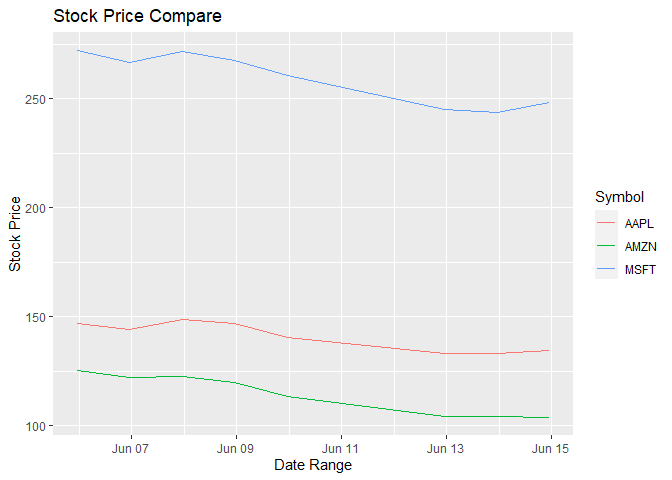 Stock Price Compare
Stock Price
250
200
150
100
Jun 07
Jun 09
Jun 11
Jun 13
Jun 15
Date Range
Symbol
AAPL
AMZN
MSFT